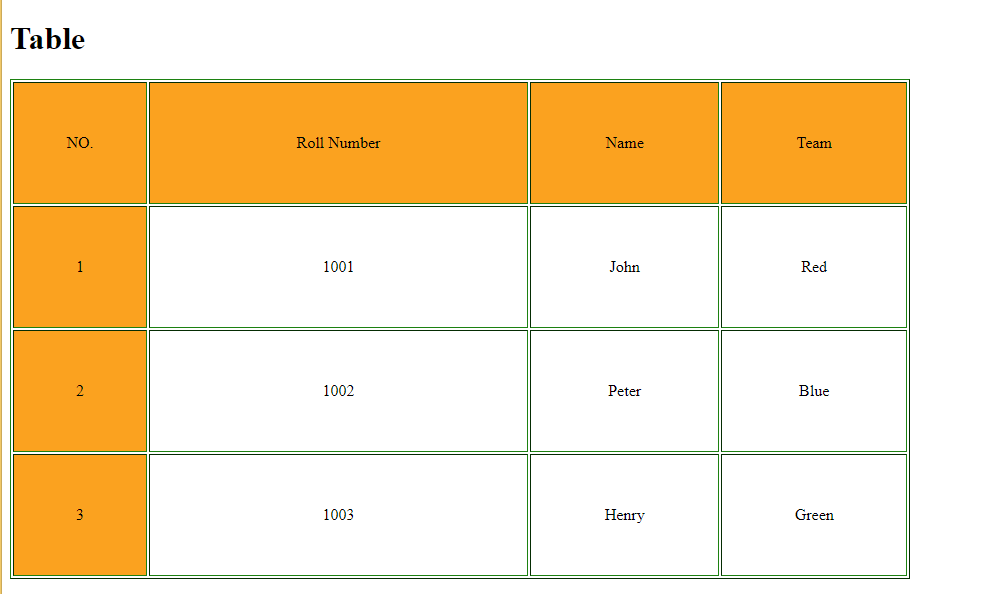 Table
NO. Roll Number Name Team
1 1001 John Red
2 1002 Peter Blue
3 1003 Henry Green